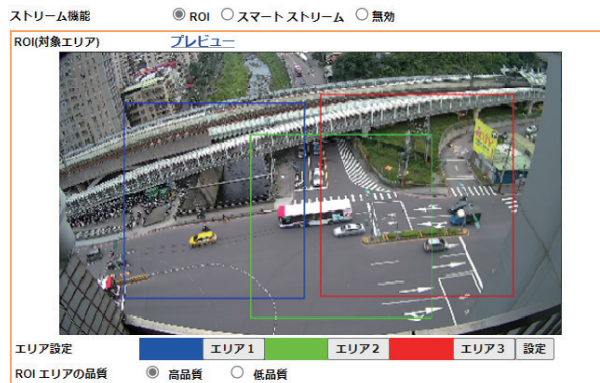 ストリーム機能 ROI スマート ストリーム 無効
ROI(対象エリア) プレビュー
エリア設定 エリア 1 エリア 2 エリア 3 設定
ROI エリアの品質 高品質 低品質